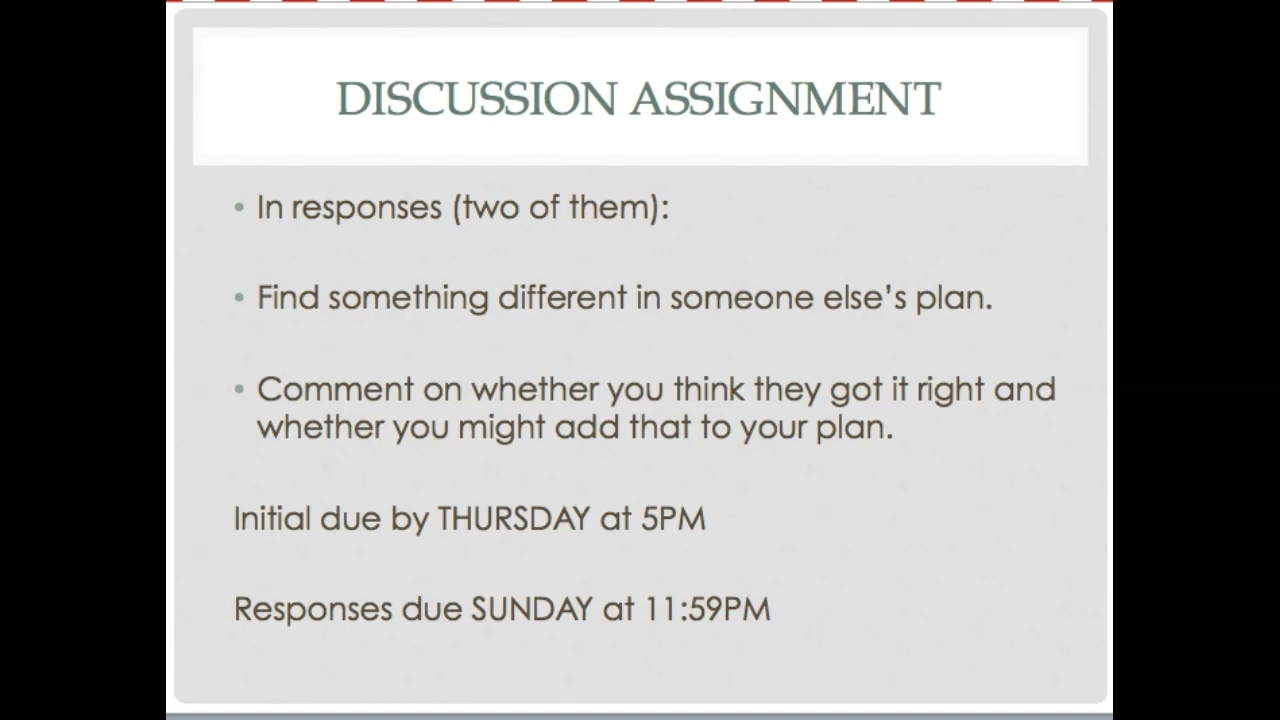 DISCUSSION ASSIGNMENT
• In responses (two of them):
• Find something different in someone else’s plan.
• Comment on whether you think they got it right and
whether you might add that to your plan.
Initial due by THURSDAY at 5PM
Responses due SUNDAY at 11:59PM